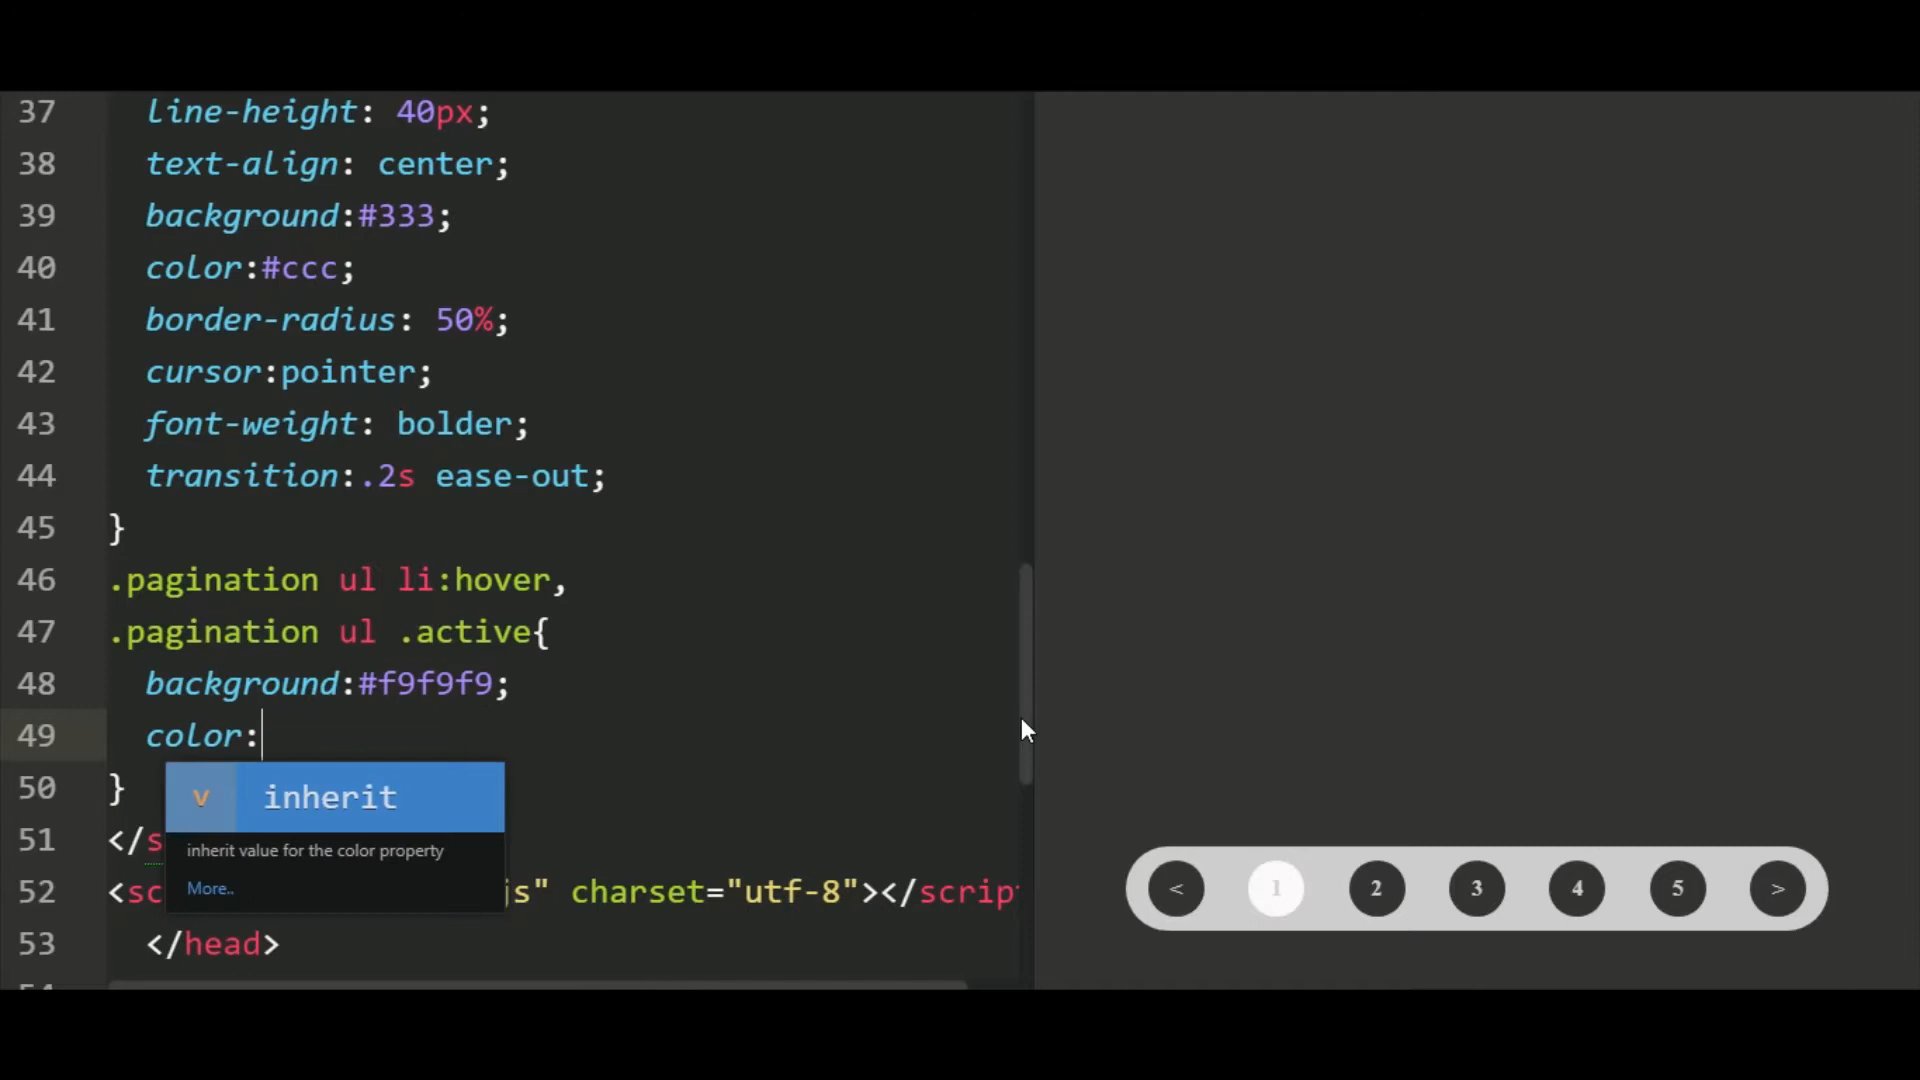 37 line-height: 40px;
38 text-align: center;
39 background:#333;
40 color:#ccc;
41 border-radius: 50%;
42 cursor:pointer;
43 font-weight: bolder;
44 transition:.2s ease-out;
45 }
46 .pagination ul li:hover,
47 .pagination ul .active{
48 background:#f9f9f9;
49 color:
v inherit
50 }
inherit value for the color property
51 </s
More..
52 <sc js" charset="utf-8"></script
53 </head>
< 1 2 3 4 5 >